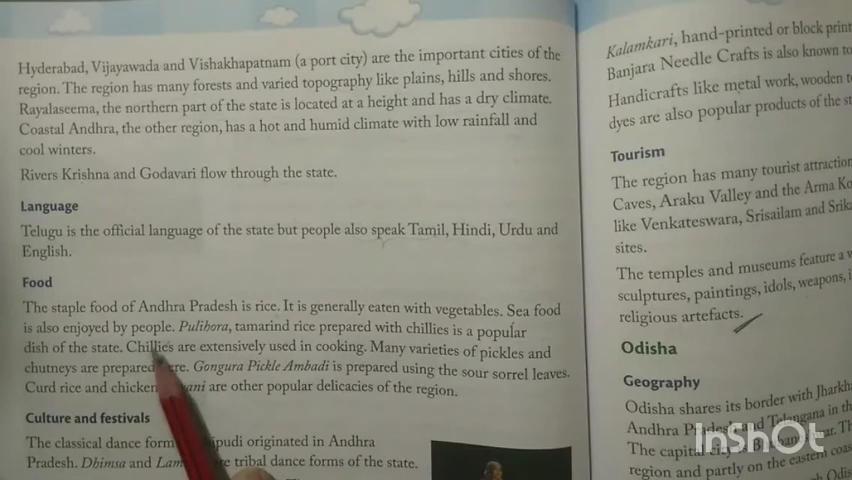 Hyderabad, Vijayawada and Vishakhapatnam (a port city) are the important cities of the
region. The region has many forests and varied topography like plains, hills and shores.
Rayalaseema, the northern part of the state is located at a height and has a dry climate.
Coastal Andhra, the other region, has a hot and humid climate with low rainfall and
cool winters.
Rivers Krishna and Godavari flow through the state.
Language
Telugu is the official language of the state but people also speak Tamil, Hindi, Urdu and
English.
Food
The staple food of Andhra Pradesh is rice. It is generally eaten with vegetables. Sea food
is also enjoyed by people. Pulihora, tamarind rice prepared with chillies is a popular
dish of the state. Chillies are extensively used in cooking. Many varieties of pickles and
chutneys are prepared. Gongura Pickle Ambadi is prepared using the sour sorrel leaves.
Curd rice and chicken are other popular delicacies of the region.
Culture and festivals
The classical dance form originated in Andhra
Pradesh. Dhimsa and tribal dance forms of the state.
Kalamkari, hand-printed or block print
Banjara Needle Crafts is also known to
Handicrafts like metal work, wooden
dyes are also popular products of the
Tourism
The region has many tourist attraction
Caves, Araku Valley and the Arma
like Venkateswara, Srisailam and
sites.
The temples and museums feature a
sculptures, paintings, idols, weapons,
religious artefacts.
Odisha
Geography
Odisha shares its border with
Andhra and Telangana in the
The capital city is
region and partly on the eastern
InShOt